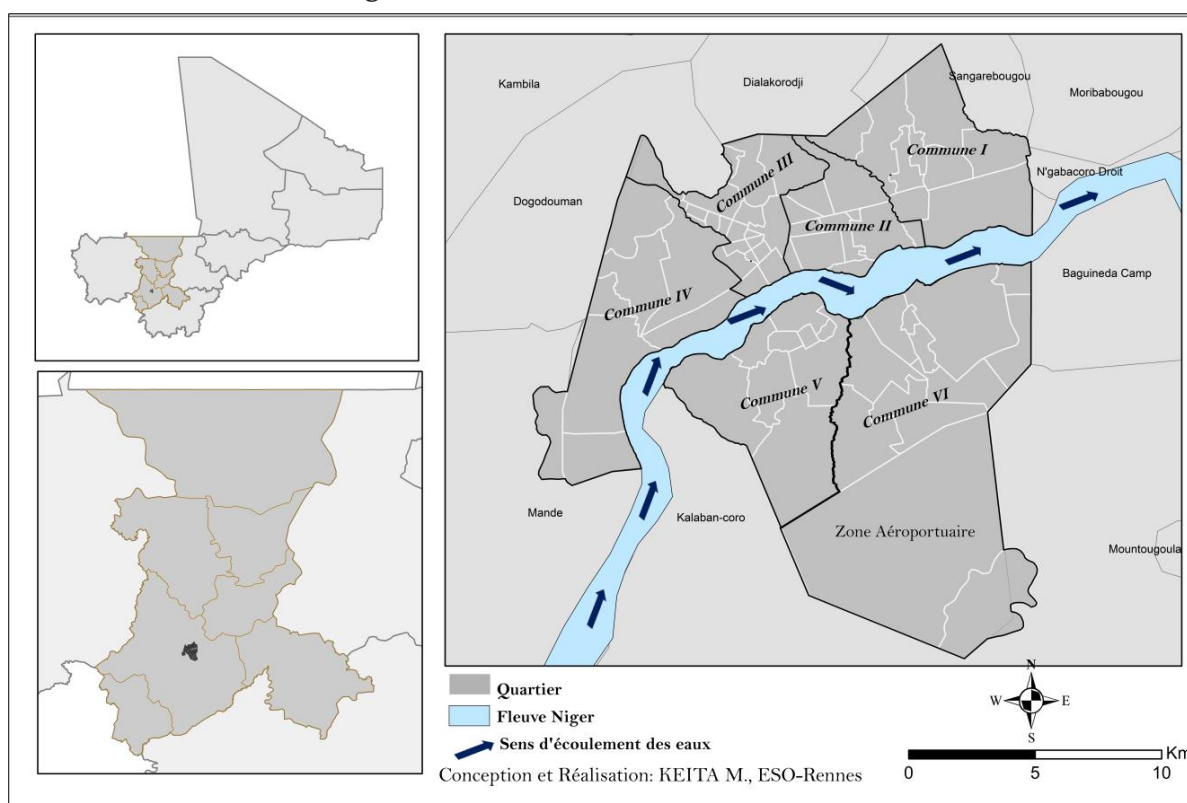 Kambila
Dialakorodji
Sangarebougou
Moribabougou
Commune I
N'gabacoro Droit
Commune III
Dogodouman
Commune II
Baguineda Camp
Commune IV
Commune V
Commune VI
Mande
Kalaban-coro
Zone Aéroportuaire
Mountougoula
Quartier
Fleuve Niger
Sens d'écoulement des eaux
Conception et Réalisation: KEITA M., ESO-Rennes
N
W E
S
Km
0 5 10